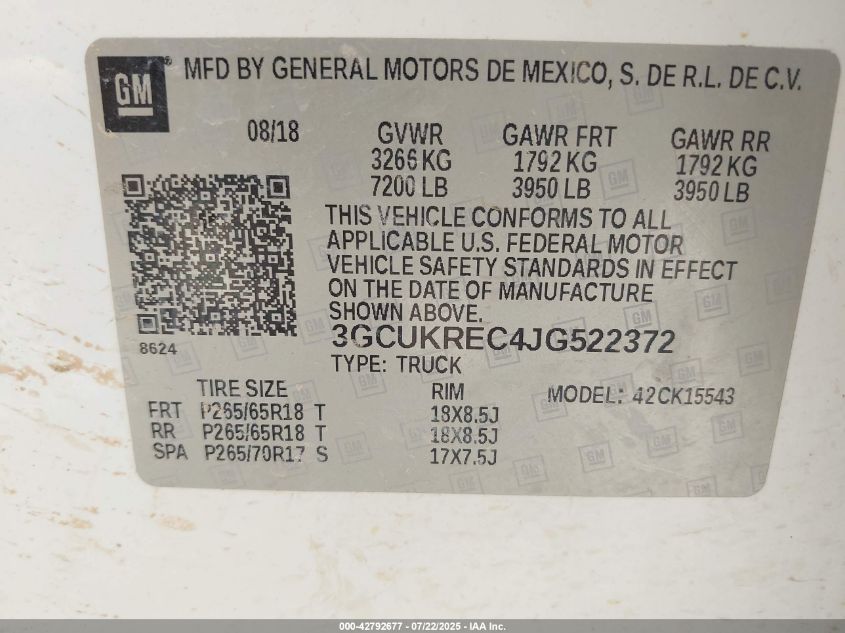 GM ® MFD BY GENERAL MOTORS DE MEXICO, S. DE R.L. DE C.V.
08/18 GVWR GAWR FRT GAWR RR
3266 KG 1792 KG 1792 KG
7200 LB 3950 LB 3950 LB
THIS VEHICLE CONFORMS TO ALL
APPLICABLE U.S. FEDERAL MOTOR
VEHICLE SAFETY STANDARDS IN EFFECT
ON THE DATE OF MANUFACTURE
SHOWN ABOVE.
8624 3GCUKREC4JG522372
TYPE: TRUCK
TIRE SIZE RIM MODEL: 42CK15543
FRT P265/65R18 T 18X8.5J
RR P265/65R18 T 18X8.5J
SPA P265/70R17 S 17X7.5J
000-42792677 - 07/22/2025 - IAA Inc.